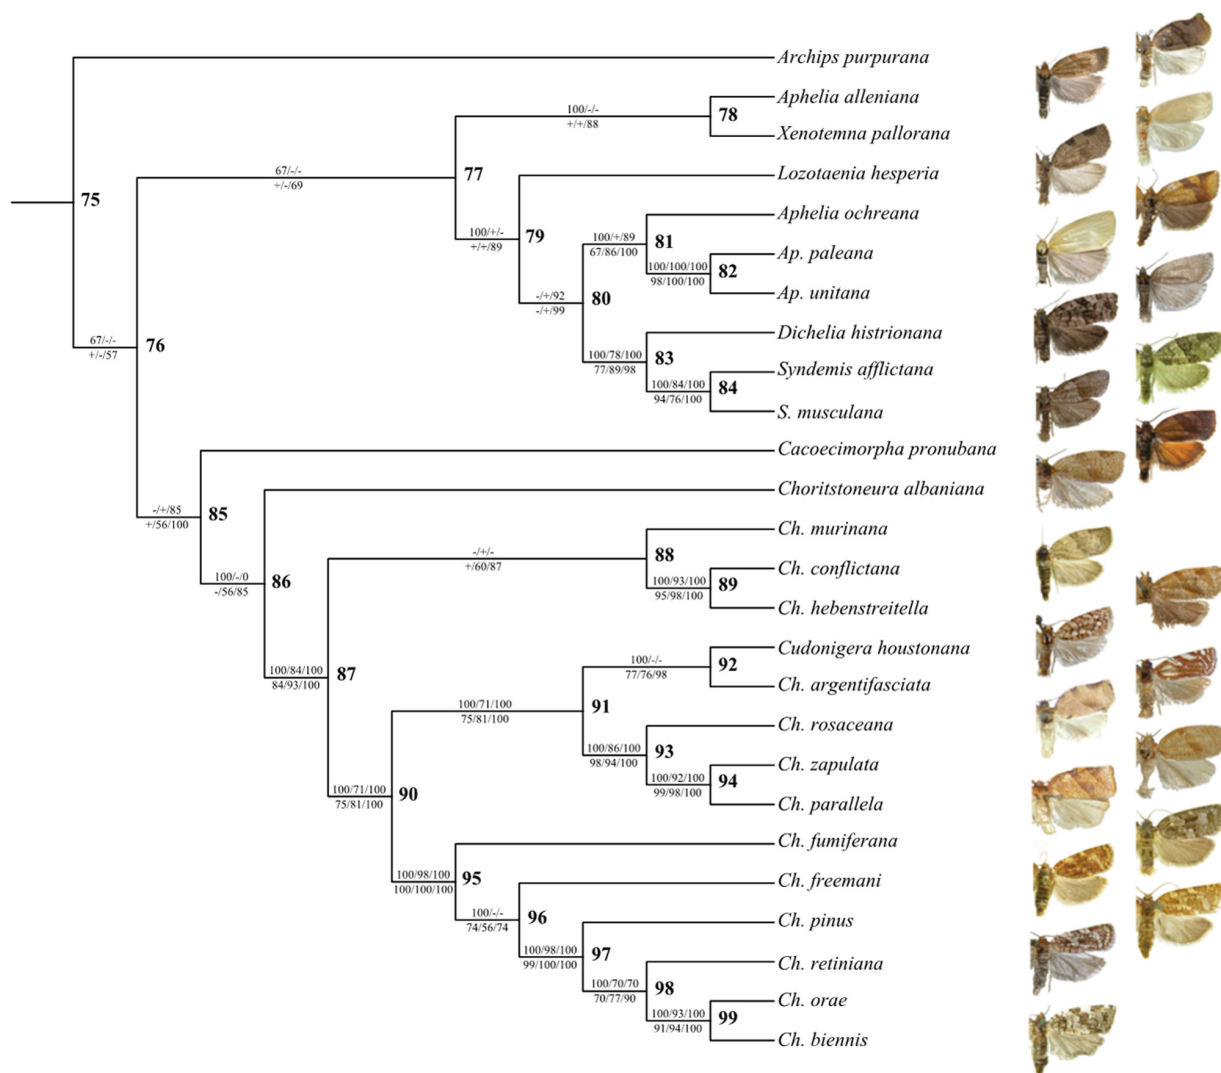 Archips purpurana
Aphelia alleniana
100/-/-
78
+/+/88
Xenotemna pallorana
67/-/-
77
+/-/69
Lozotaenia hesperia
75
Aphelia ochreana
100/+/-
79
+/+/89
100/+/89
81
67/86/100
Ap. paleana
100/100/100
82
98/100/100
Ap. unitana
-/+/92
80
-/+/99
Dichelia histrionana
67/-/-
76
+/-/57
100/78/100
83
77/89/98
Syndemis afflictana
100/84/100
84
94/76/100
S. musculana
Cacoecimorpha pronubana
Choritstoneura albaniana
-/+/85
85
+/56/100
Ch. murinana
-/+/-
88
+/60/87
Ch. conflictana
100/-/0
86
-/56/85
100/93/100
89
95/98/100
Ch. hebenstreitella
Cudonigera houstonana
100/-/-
92
77/76/98
100/84/100
87
84/93/100
Ch. argentifasciata
100/71/100
91
75/81/100
Ch. rosaceana
100/86/100
93
98/94/100
Ch. zapulata
100/92/100
94
99/98/100
100/71/100
90
75/81/100
Ch. parallela
Ch. fumiferana
100/98/100
95
100/100/100
Ch. freemani
100/-/-
96
74/56/74
Ch. pinus
100/98/100
97
99/100/100
Ch. retiniana
100/70/70
98
70/77/90
Ch. orae
100/93/100
99
91/94/100
Ch. biennis